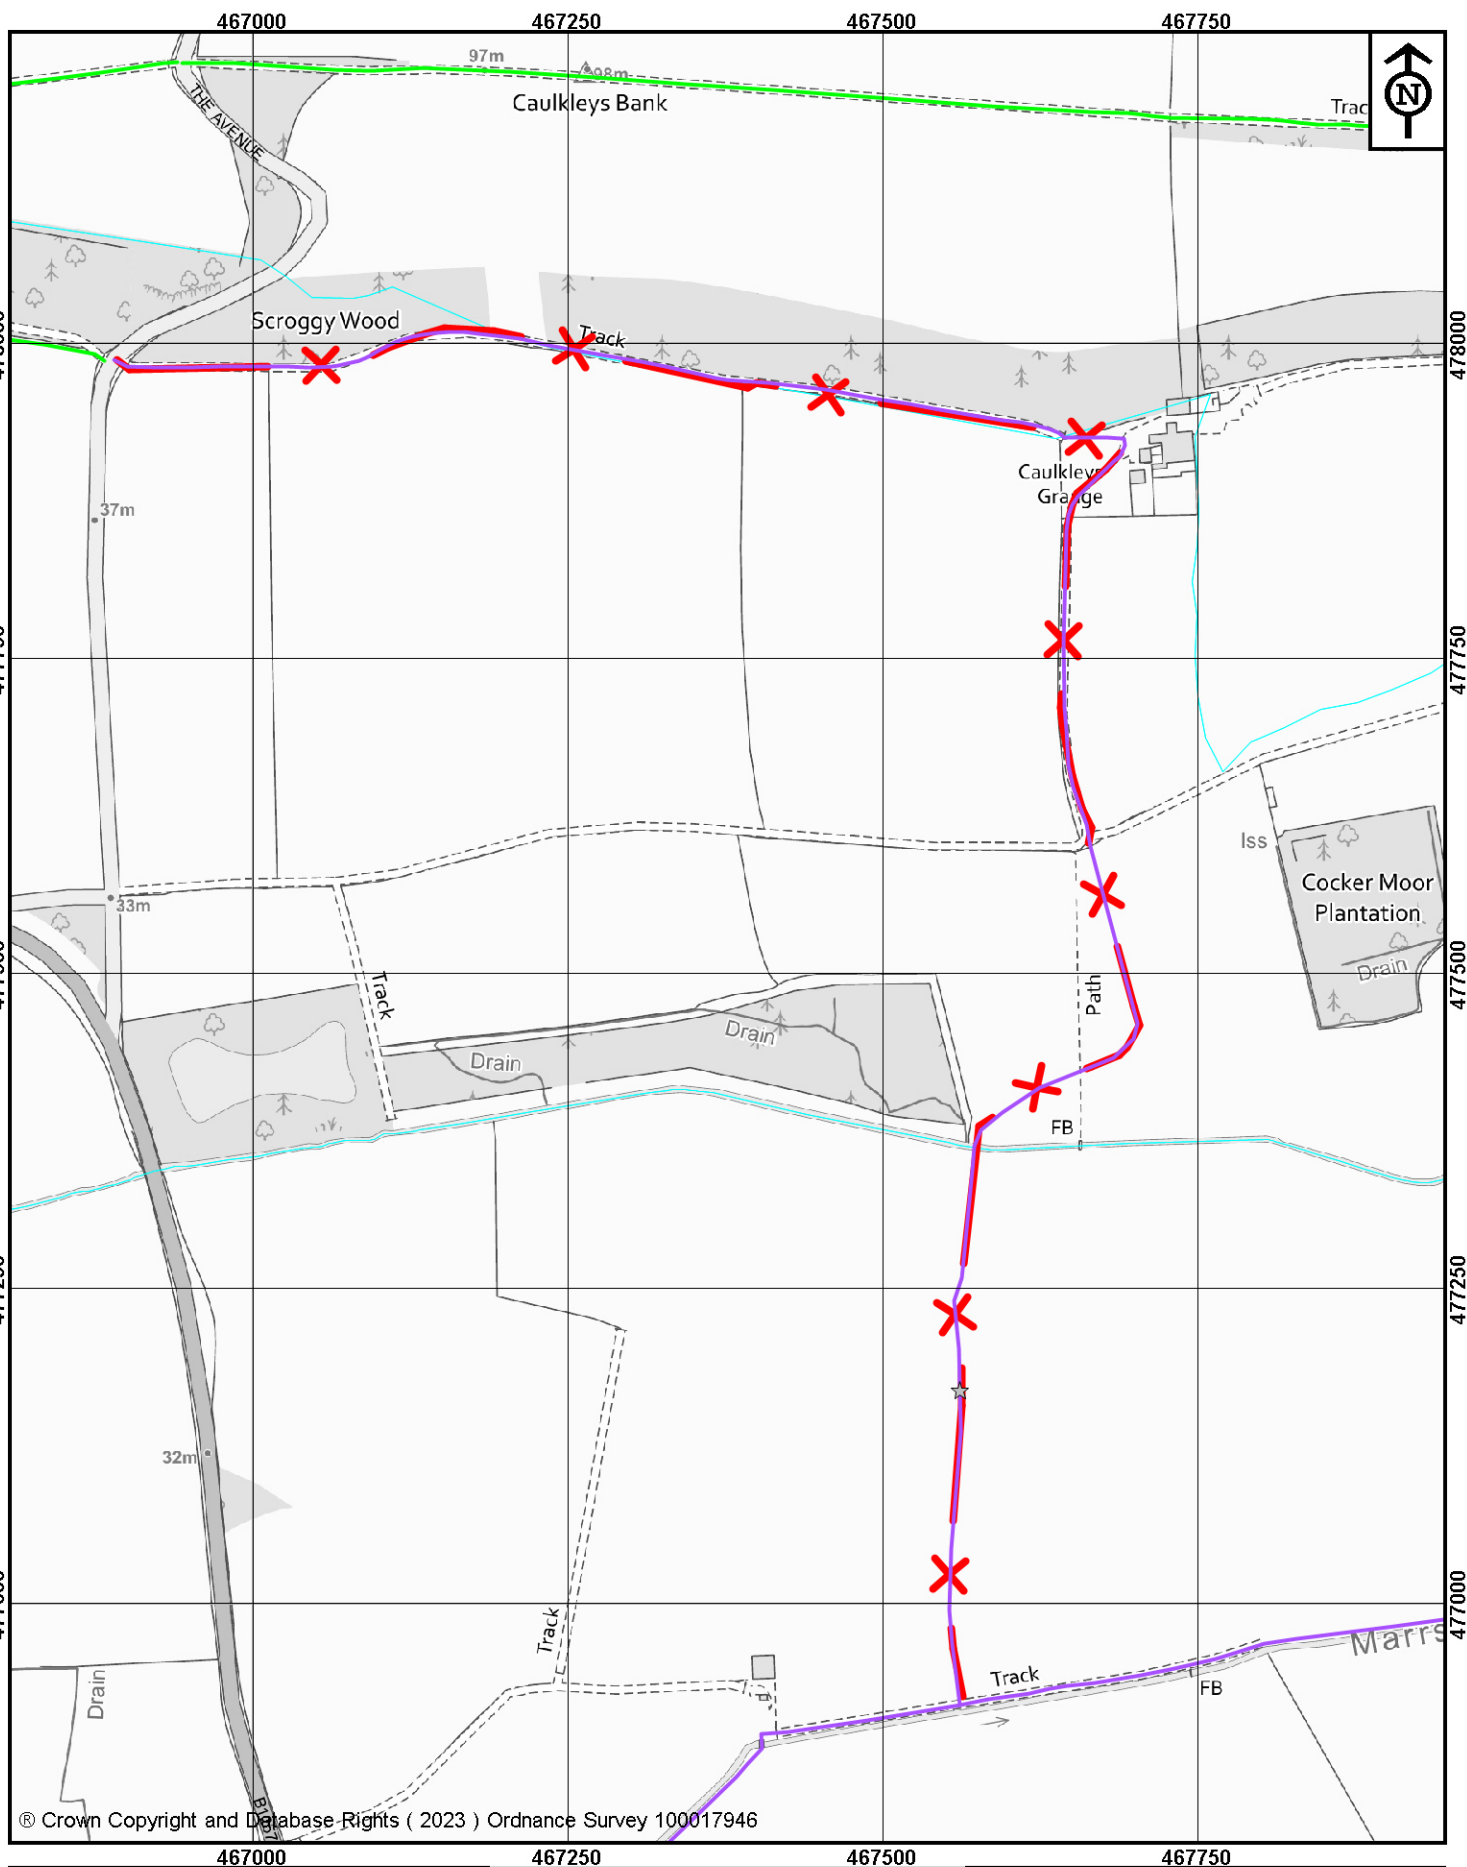 467000
467250
467500
467750
97m
98m
N
THE AVENUE
Caulkleys Bank
Trac
Scroggy Wood
Track
478000
Caulkleys
Grange
37m
477750
Iss
Cocker Moor
Plantation
33m
Drain
477500
Track
Path
Drain
Drain
FB
477250
32m
477000
Track
Marrs
Track
FB
Drain
® Crown Copyright and Database Rights ( 2023 ) Ordnance Survey 100017946
467000
467250
467500
467750